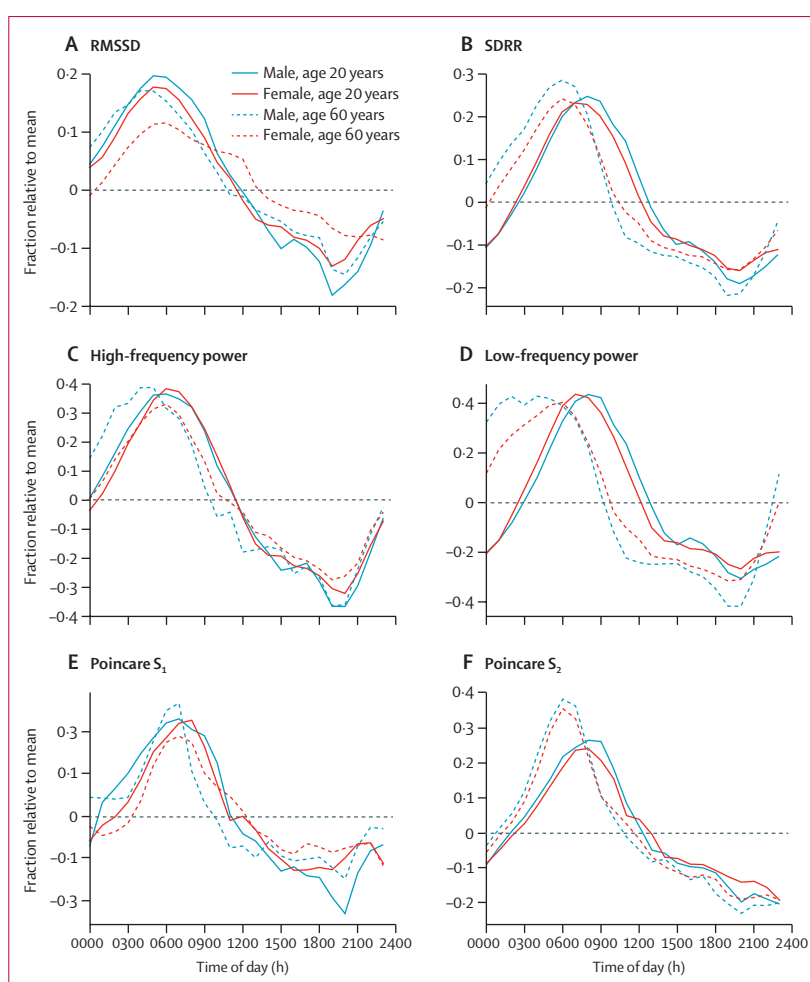 A RMSSD
Male, age 20 years
Female, age 20 years
Male, age 60 years
Female, age 60 years
0·2
0·1
0
–0·1
–0·2
Fraction relative to mean
B SDRR
0·3
0·2
0·1
0
–0·1
–0·2
C High-frequency power
0·4
0·3
0·2
0·1
0
–0·1
–0·2
–0·3
–0·4
Fraction relative to mean
D Low-frequency power
0·4
0·2
0
–0·2
–0·4
E Poincare S₁
0·3
0·1
0
–0·1
–0·3
Fraction relative to mean
0000 0300 0600 0900 1200 1500 1800 2100 2400
Time of day (h)
F Poincare S₂
0·4
0·3
0·2
0·1
0
–0·1
–0·2
0000 0300 0600 0900 1200 1500 1800 2100 2400
Time of day (h)